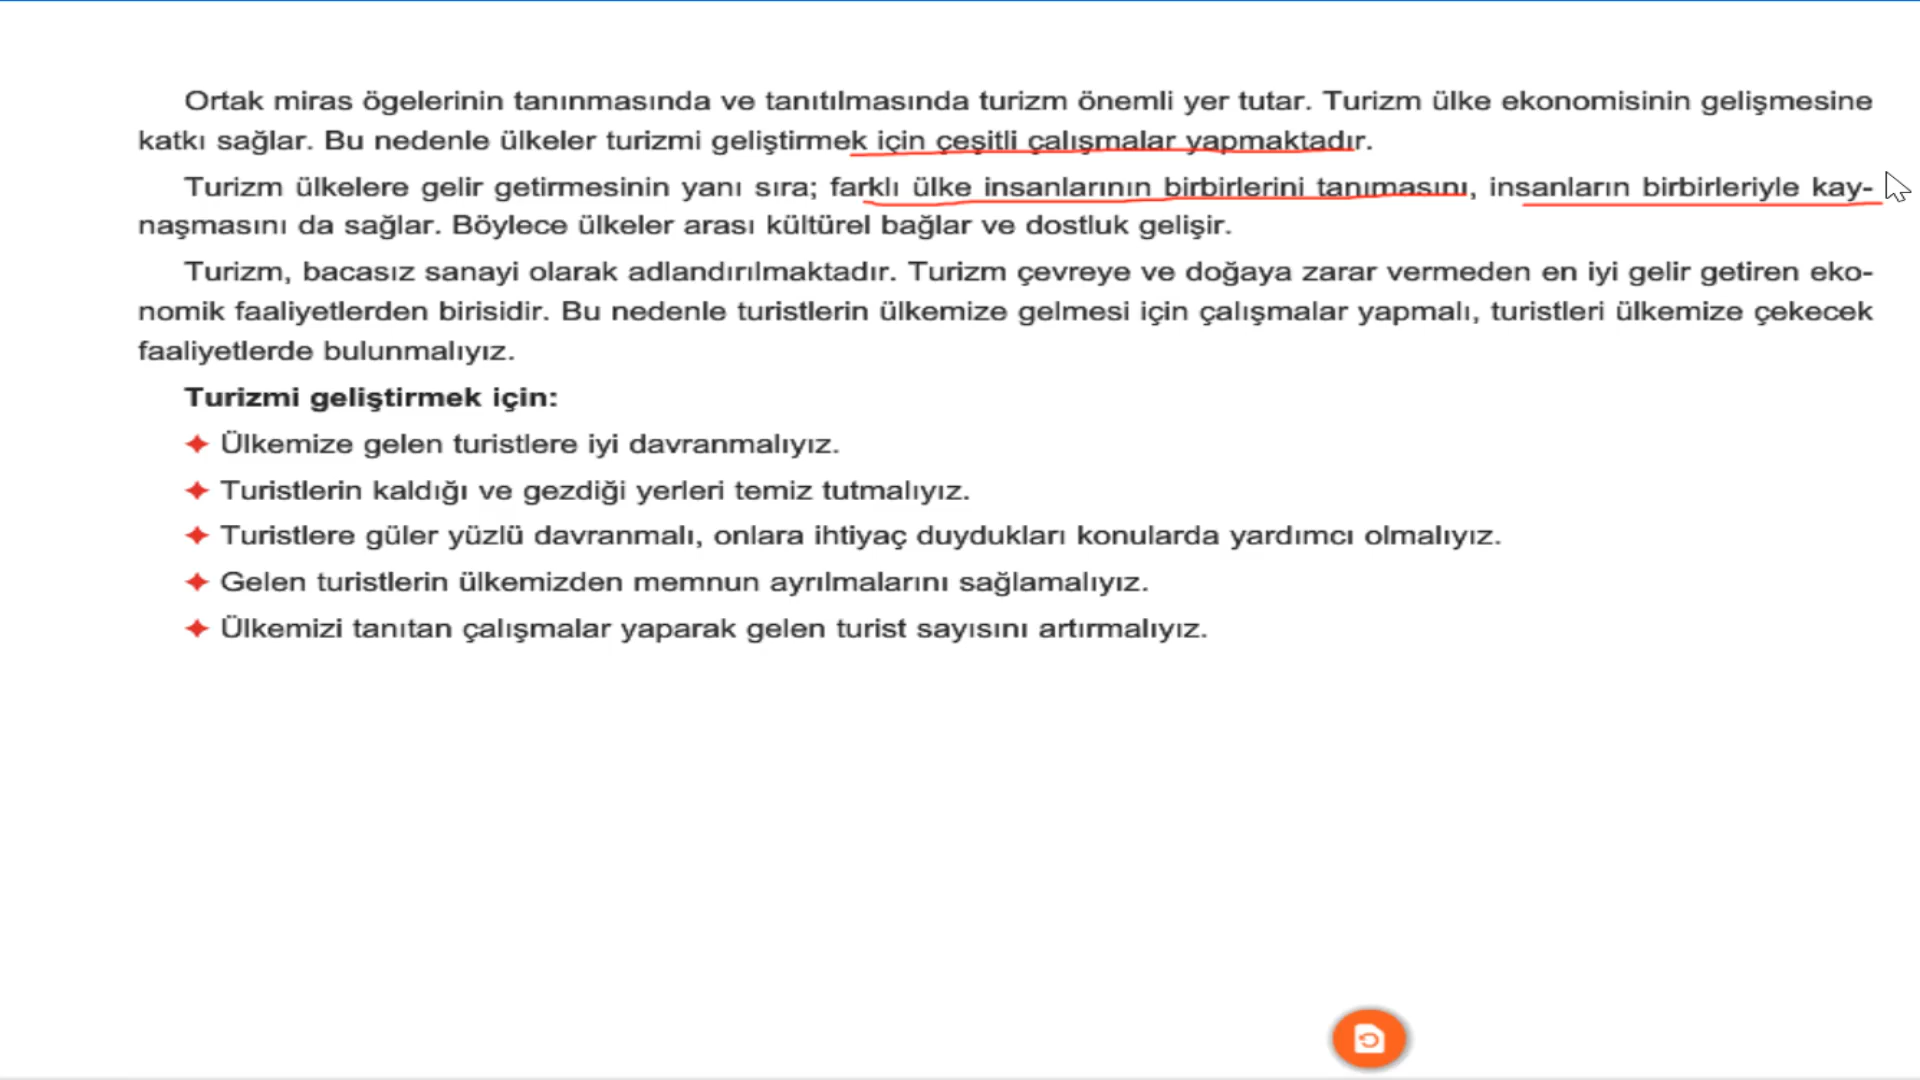 Ortak miras ögelerinin tanınmasında ve tanıtılmasında turizm önemli yer tutar. Turizm ülke ekonomisinin gelişmesine
katkı sağlar. Bu nedenle ülkeler turizmi geliştirmek için çeşitli çalışmalar yapmaktadır.
Turizm ülkelere gelir getirmesinin yanı sıra; farklı ülke insanlarının birbirlerini tanımasını, insanların birbirleriyle kay-
naşmasını da sağlar. Böylece ülkeler arası kültürel bağlar ve dostluk gelişir.
Turizm, bacasız sanayi olarak adlandırılmaktadır. Turizm çevreye ve doğaya zarar vermeden en iyi gelir getiren eko-
nomik faaliyetlerden birisidir. Bu nedenle turistlerin ülkemize gelmesi için çalışmalar yapmalı, turistleri ülkemize çekecek
faaliyetlerde bulunmalıyız.
Turizmi geliştirmek için:
✦ Ülkemize gelen turistlere iyi davranmalıyız.
✦ Turistlerin kaldığı ve gezdiği yerleri temiz tutmalıyız.
✦ Turistlere güler yüzlü davranmalı, onlara ihtiyaç duydukları konularda yardımcı olmalıyız.
✦ Gelen turistlerin ülkemizden memnun ayrılmalarını sağlamalıyız.
✦ Ülkemizi tanıtan çalışmalar yaparak gelen turist sayısını artırmalıyız.